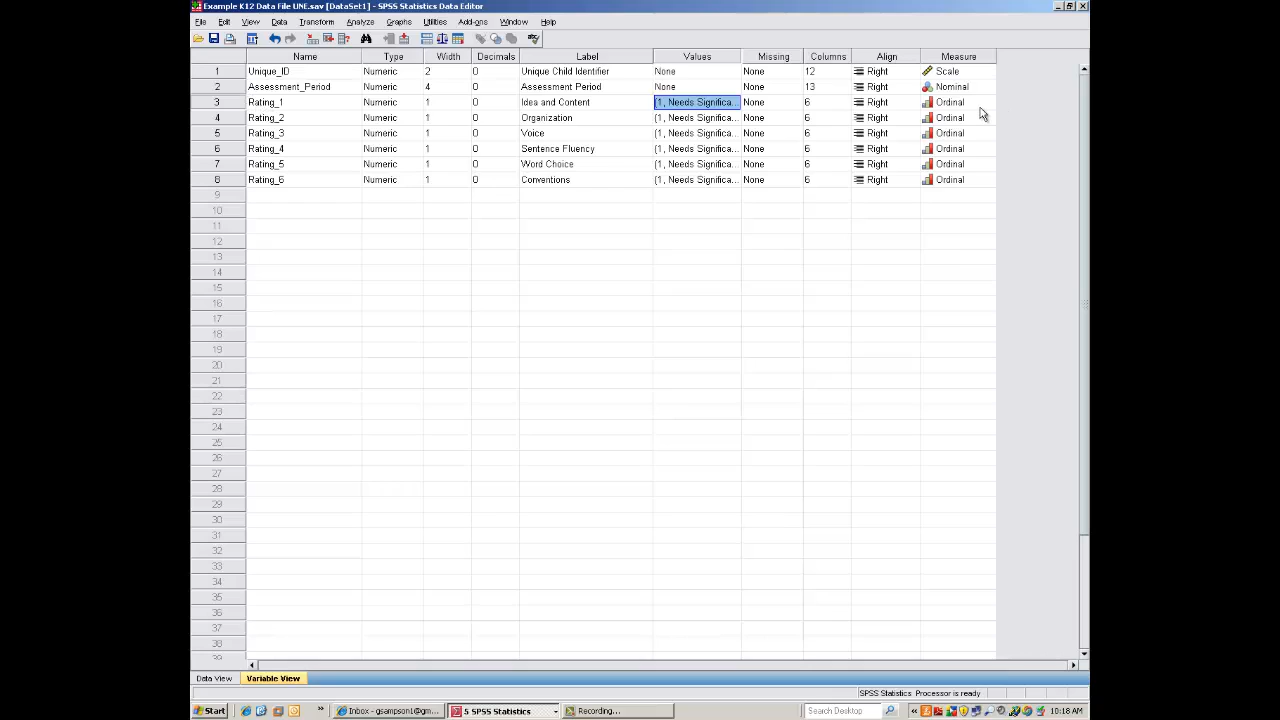 Example K12 Data File UNE.sav [DataSet1] - SPSS Statistics Data Editor
File Edit View Data Transform Analyze Graphs Utilities Add-ons Window Help
Name Type Width Decimals Label Values Missing Columns Align Measure
1 Unique_ID Numeric 2 0 Unique Child Identifier None None 12 Right Scale
2 Assessment_Period Numeric 4 0 Assessment Period None None 13 Right Nominal
3 Rating_1 Numeric 1 0 Idea and Content {1, Needs Significa... None 6 Right Ordinal
4 Rating_2 Numeric 1 0 Organization {1, Needs Significa... None 6 Right Ordinal
5 Rating_3 Numeric 1 0 Voice {1, Needs Significa... None 6 Right Ordinal
6 Rating_4 Numeric 1 0 Sentence Fluency {1, Needs Significa... None 6 Right Ordinal
7 Rating_5 Numeric 1 0 Word Choice {1, Needs Significa... None 6 Right Ordinal
8 Rating_6 Numeric 1 0 Conventions {1, Needs Significa... None 6 Right Ordinal
9
10
11
12
13
14
15
16
17
18
19
20
21
22
23
24
25
26
27
28
29
30
31
32
33
34
35
36
37
38
39
Data View Variable View
SPSS Statistics Processor is ready
Start » Inbox - gampson1@gm... 5 SPSS Statistics Recording... Search Desktop « 10:18 AM